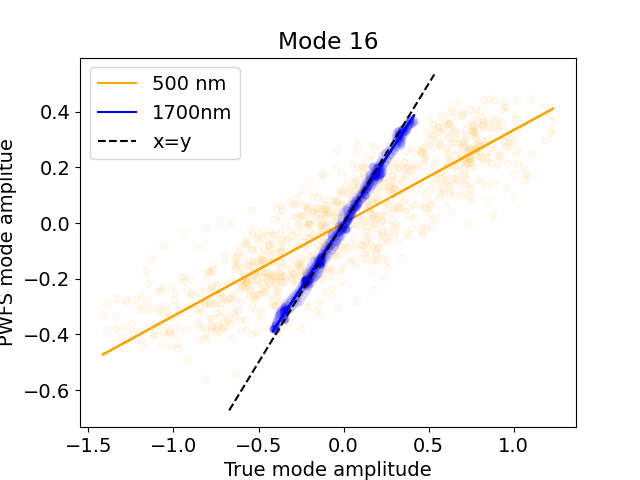 Mode 16
500 nm
1700nm
x=y
PWFS mode amplitue
0.4
0.2
0.0
−0.2
−0.4
−0.6
−1.5 −1.0 −0.5 0.0 0.5 1.0
True mode amplitude